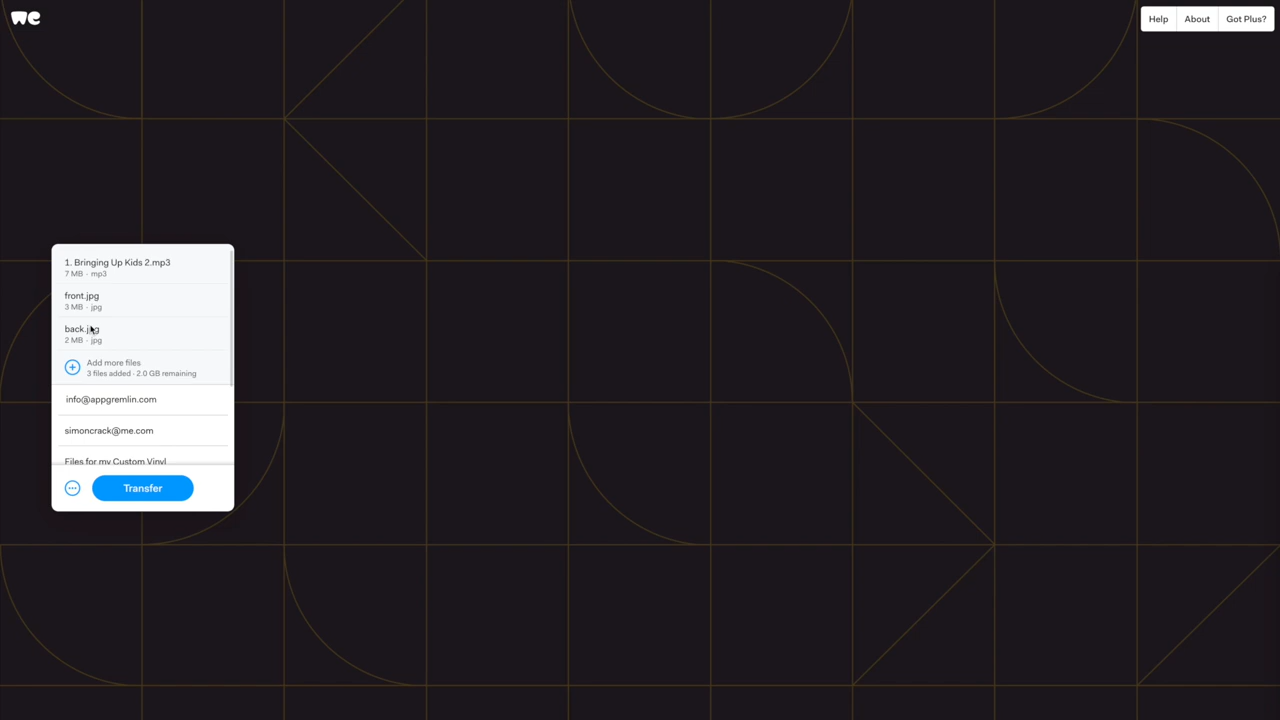 we
Help
About
Got Plus?
1. Bringing Up Kids 2.mp3
7 MB · mp3
front.jpg
3 MB · jpg
back.jpg
2 MB · jpg
Add more files
3 files added · 2.0 GB remaining
info@appgremlin.com
simoncrack@me.com
Files for my Custom Vinyl
Transfer